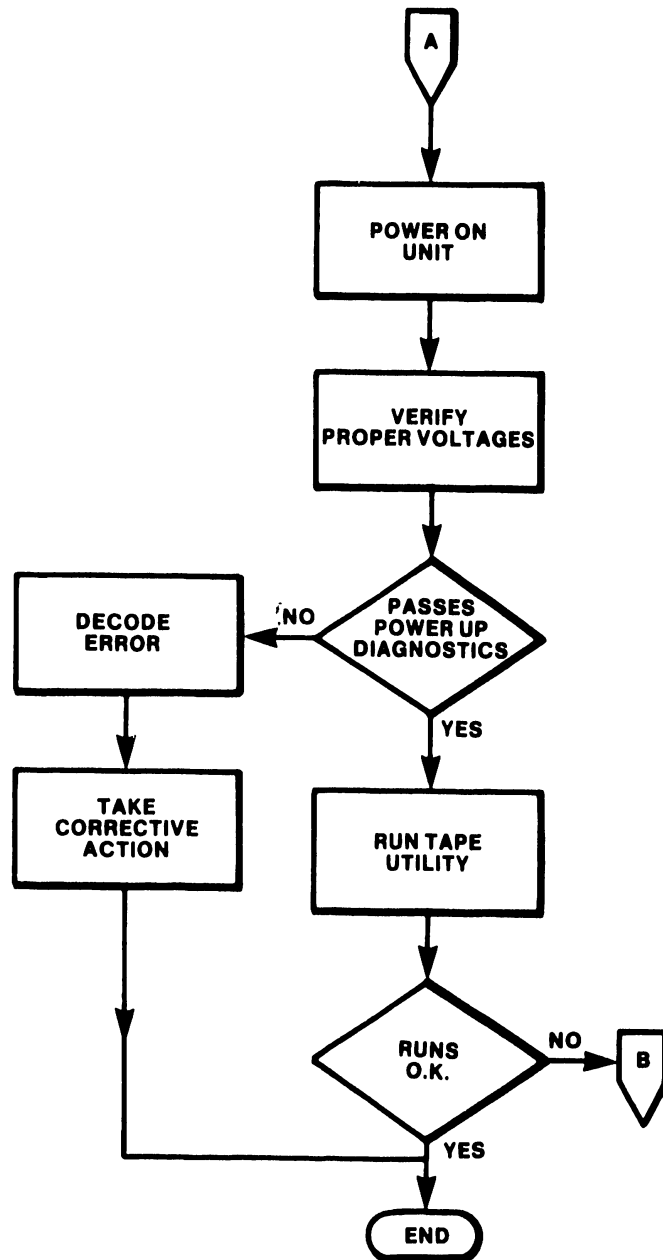 A
POWER ON
UNIT
VERIFY
PROPER VOLTAGES
PASSES
POWER UP
DIAGNOSTICS
NO
DECODE
ERROR
YES
TAKE
CORRECTIVE
ACTION
RUN TAPE
UTILITY
RUNS
O.K.
NO
B
YES
END